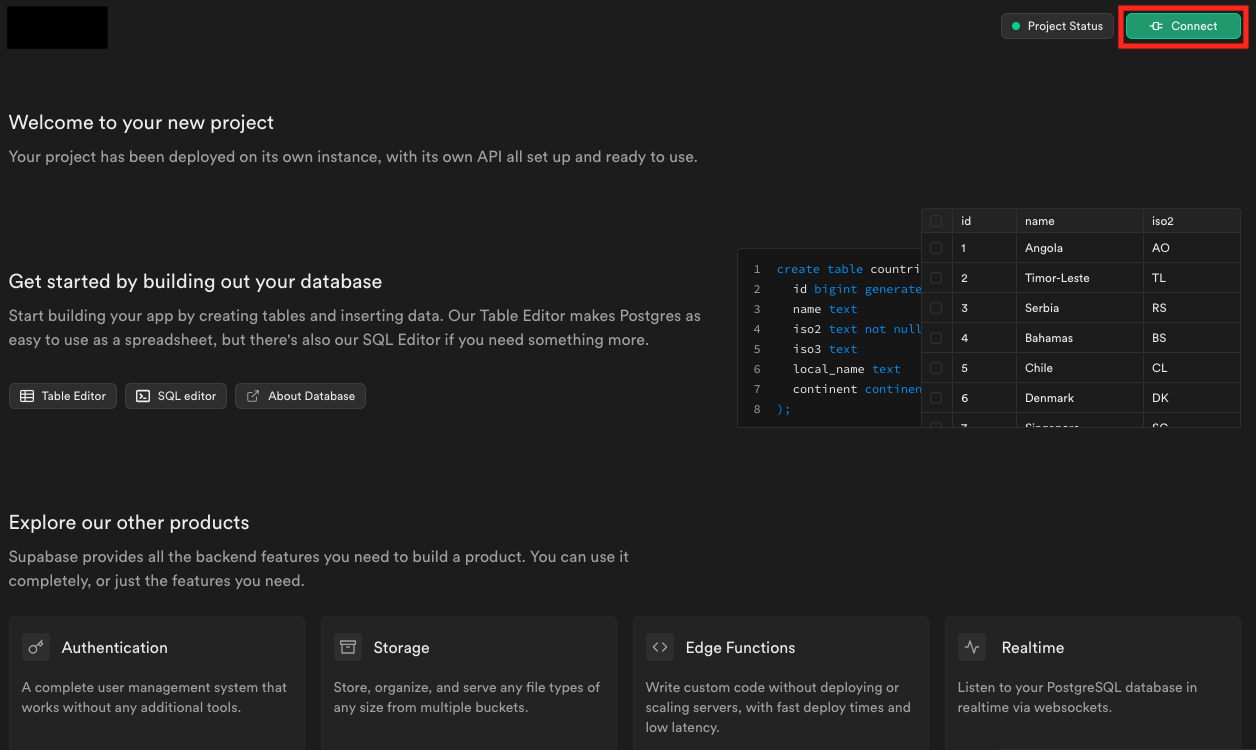 Project Status
Connect
Welcome to your new project
Your project has been deployed on its own instance, with its own API all set up and ready to use.
Get started by building out your database
Start building your app by creating tables and inserting data. Our Table Editor makes Postgres as
easy to use as a spreadsheet, but there's also our SQL Editor if you need something more.
Table Editor
SQL editor
About Database
1 create table countri
2 id bigint generate
3 name text
4 iso2 text not null
5 iso3 text
6 local_name text
7 continent continen
8 );
id name iso2
1 Angola AO
2 Timor-Leste TL
3 Serbia RS
4 Bahamas BS
5 Chile CL
6 Denmark DK
7 Singapore SG
Explore our other products
Supabase provides all the backend features you need to build a product. You can use it
completely, or just the features you need.
Authentication
A complete user management system that
works without any additional tools.
Storage
Store, organize, and serve any file types of
any size from multiple buckets.
Edge Functions
Write custom code without deploying or
scaling servers, with fast deploy times and
low latency.
Realtime
Listen to your PostgreSQL database in
realtime via websockets.